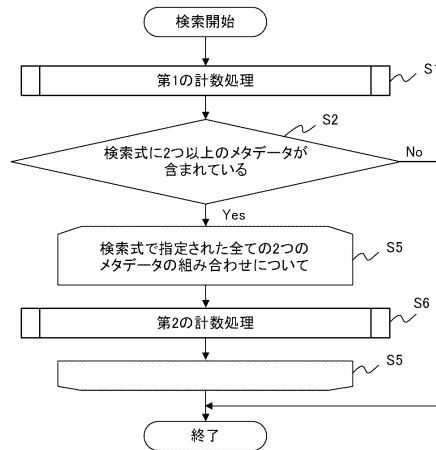 検索開始
第1の計数処理
S1
S2
検索式に2つ以上のメタデータが
含まれている
No
Yes
検索式で指定された全ての2つの
メタデータの組み合わせについて
S5
第2の計数処理
S6
S5
終了